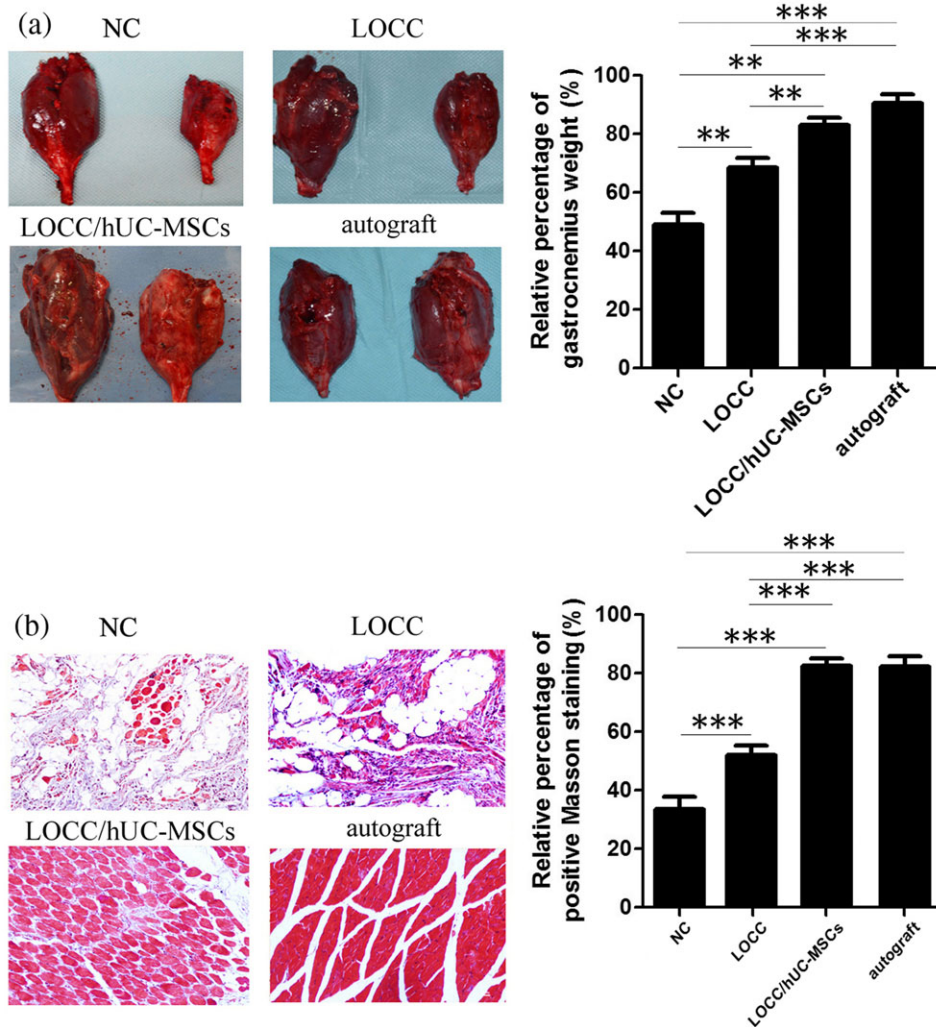 (a)
NC
LOCC
LOCC/hUC-MSCs
autograft
***
***
**
**
**
Relative percentage of
gastrocnemius weight (%)
100
80
60
40
20
0
NC
LOCC
LOCC/hUC-MSCs
autograft
(b)
NC
LOCC
LOCC/hUC-MSCs
autograft
***
***
***
***
***
Relative percentage of
positive Masson staining(%)
100
80
60
40
20
0
NC
LOCC
LOCC/hUC-MSCs
autograft